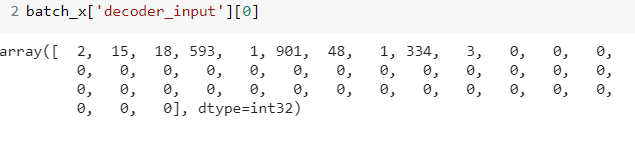 2 batch_x['decoder_input'][0]
array([ 2, 15, 18, 593, 1, 901, 48, 1, 334, 3, 0, 0, 0,
0, 0, 0, 0, 0, 0, 0, 0, 0, 0, 0, 0, 0,
0, 0, 0, 0, 0, 0, 0, 0, 0, 0, 0, 0, 0,
0, 0, 0], dtype=int32)